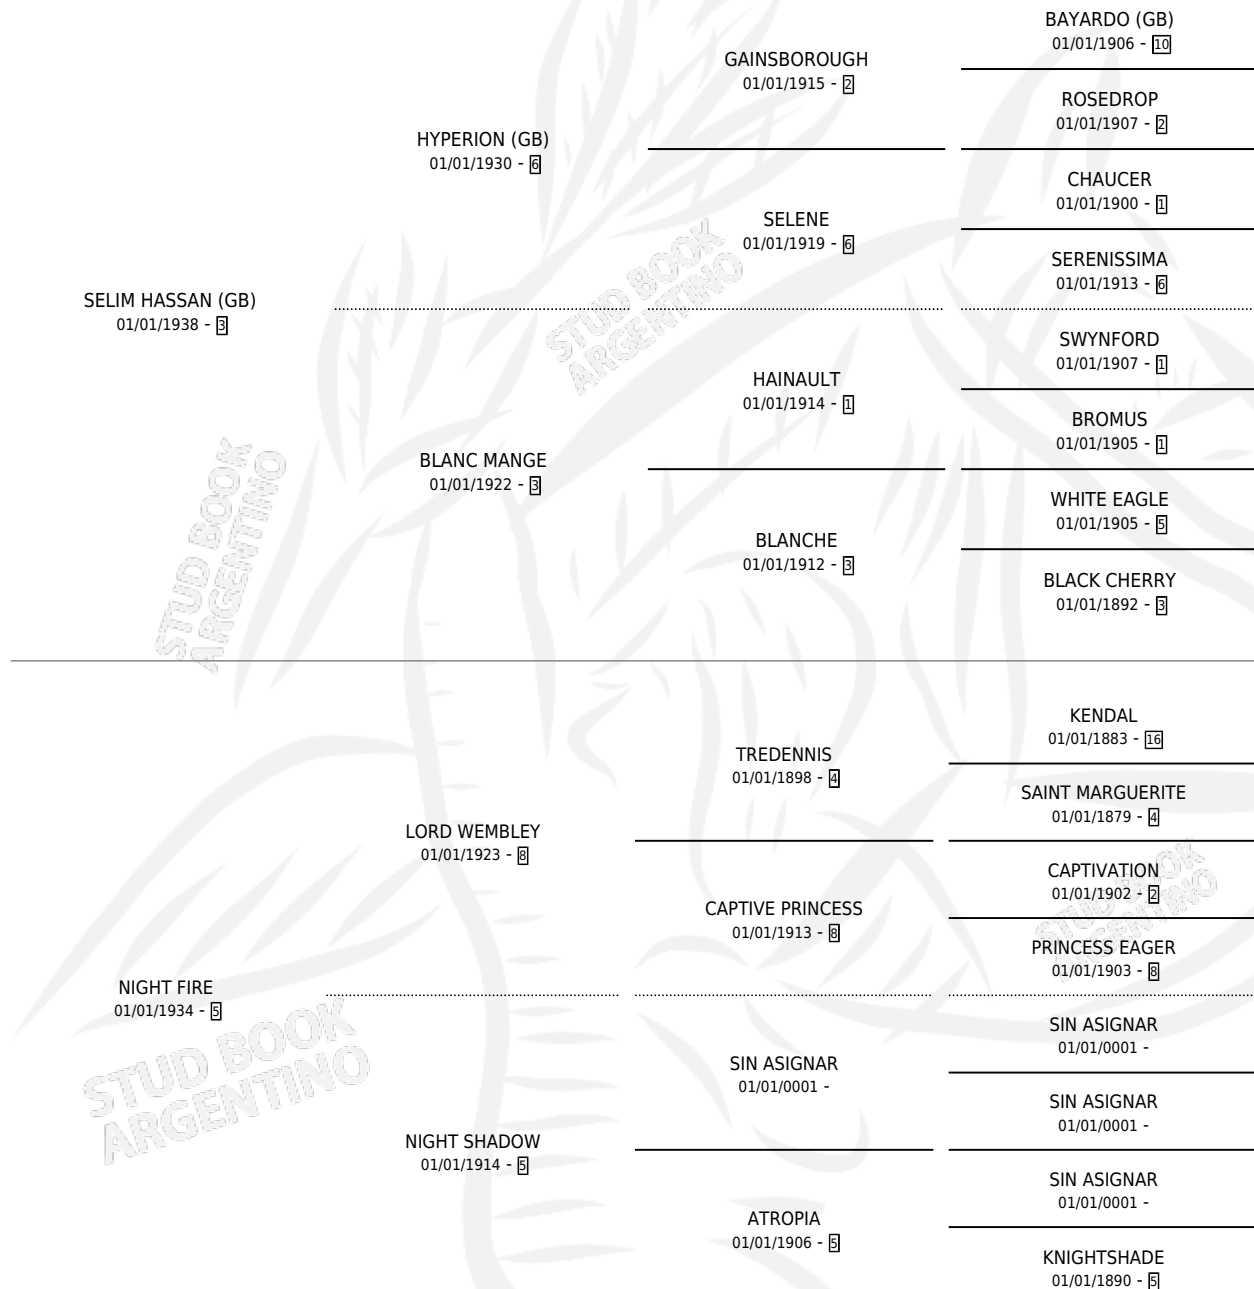 BAYARDO (GB)
01/01/1906 - 10
GAINSBOROUGH
01/01/1915 - 2
ROSEDROP
01/01/1907 - 2
HYPERION (GB)
01/01/1930 - 6
CHAUCER
01/01/1900 - 1
SELENE
01/01/1919 - 6
SERENISSIMA
01/01/1913 - 6
SELIM HASSAN (GB)
01/01/1938 - 3
SWYNFORD
01/01/1907 - 1
HAINAULT
01/01/1914 - 1
BROMUS
01/01/1905 - 1
BLANC MANGE
01/01/1922 - 3
WHITE EAGLE
01/01/1905 - 5
BLANCHE
01/01/1912 - 3
BLACK CHERRY
01/01/1892 - 3
KENDAL
01/01/1883 - 16
TREDENNIS
01/01/1898 - 4
SAINT MARGUERITE
01/01/1879 - 4
LORD WEMBLEY
01/01/1923 - 8
CAPTIVATION
01/01/1902 - 2
CAPTIVE PRINCESS
01/01/1913 - 8
PRINCESS EAGER
01/01/1903 - 8
NIGHT FIRE
01/01/1934 - 5
SIN ASIGNAR
01/01/0001 -
SIN ASIGNAR
01/01/0001 -
SIN ASIGNAR
01/01/0001 -
NIGHT SHADOW
01/01/1914 - 5
SIN ASIGNAR
01/01/0001 -
ATROPIA
01/01/1906 - 5
KNIGHTSHADE
01/01/1890 - 5
STUD BOOK
ARGENTINO
STUD BOOK
ARGENTINO
STUD BOOK
ARGENTINO
STUD BOOK
ARGENTINO